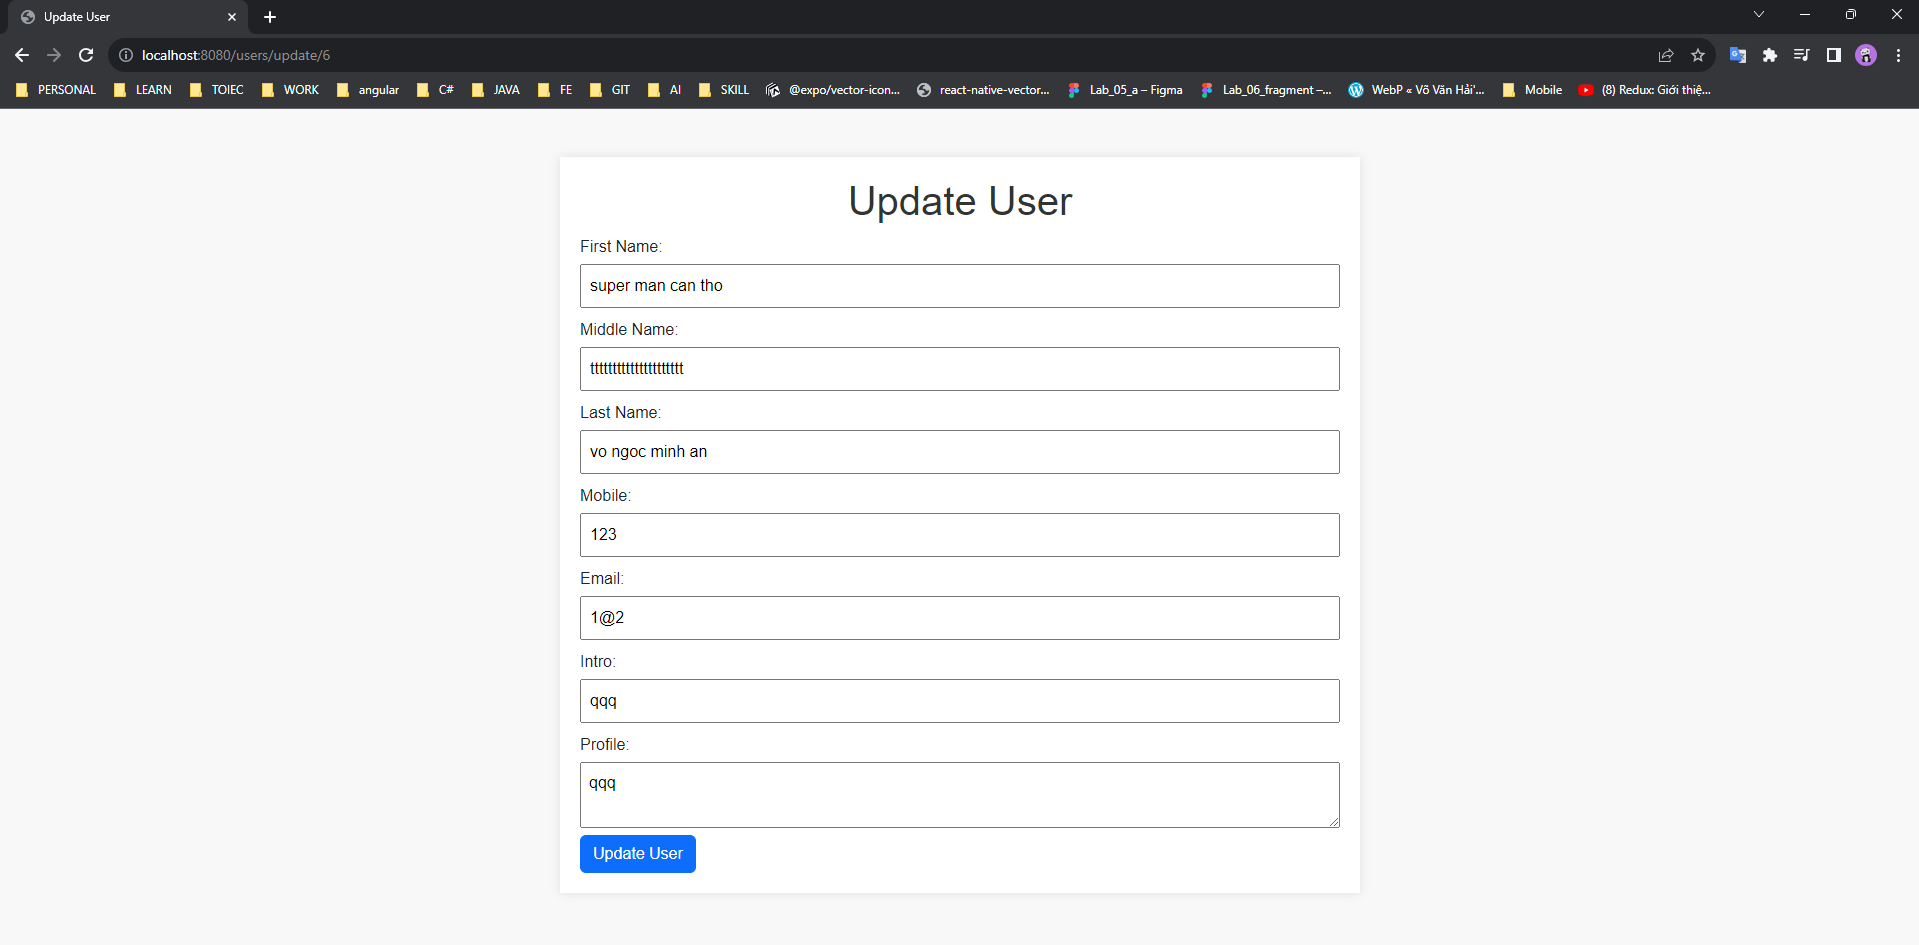 Update User
localhost:8080/users/update/6
PERSONAL LEARN TOIEC WORK angular C# JAVA FE GIT AI SKILL @expo/vector-icon... react-native-vector... Lab_05_a – Figma Lab_06_fragment –... WebP « Võ Văn Hải'... Mobile (8) Redux: Giới thiệ...
Update User
First Name:
super man can tho
Middle Name:
ttttttttttttttttttttt
Last Name:
vo ngoc minh an
Mobile:
123
Email:
1@2
Intro:
qqq
Profile:
qqq
Update User